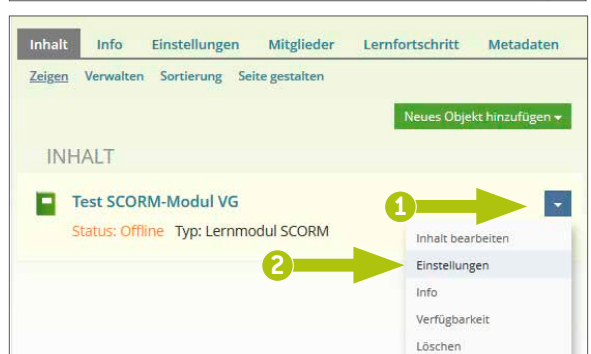 Inhalt Info Einstellungen Mitglieder Lernfortschritt Metadaten
Zeigen Verwalten Sortierung Seite gestalten
Neues Objekt hinzufügen
INHALT
Test SCORM-Modul VG
1
Status: Offline Typ: Lernmodul SCORM
Inhalt bearbeiten
2
Einstellungen
Info
Verfügbarkeit
Löschen